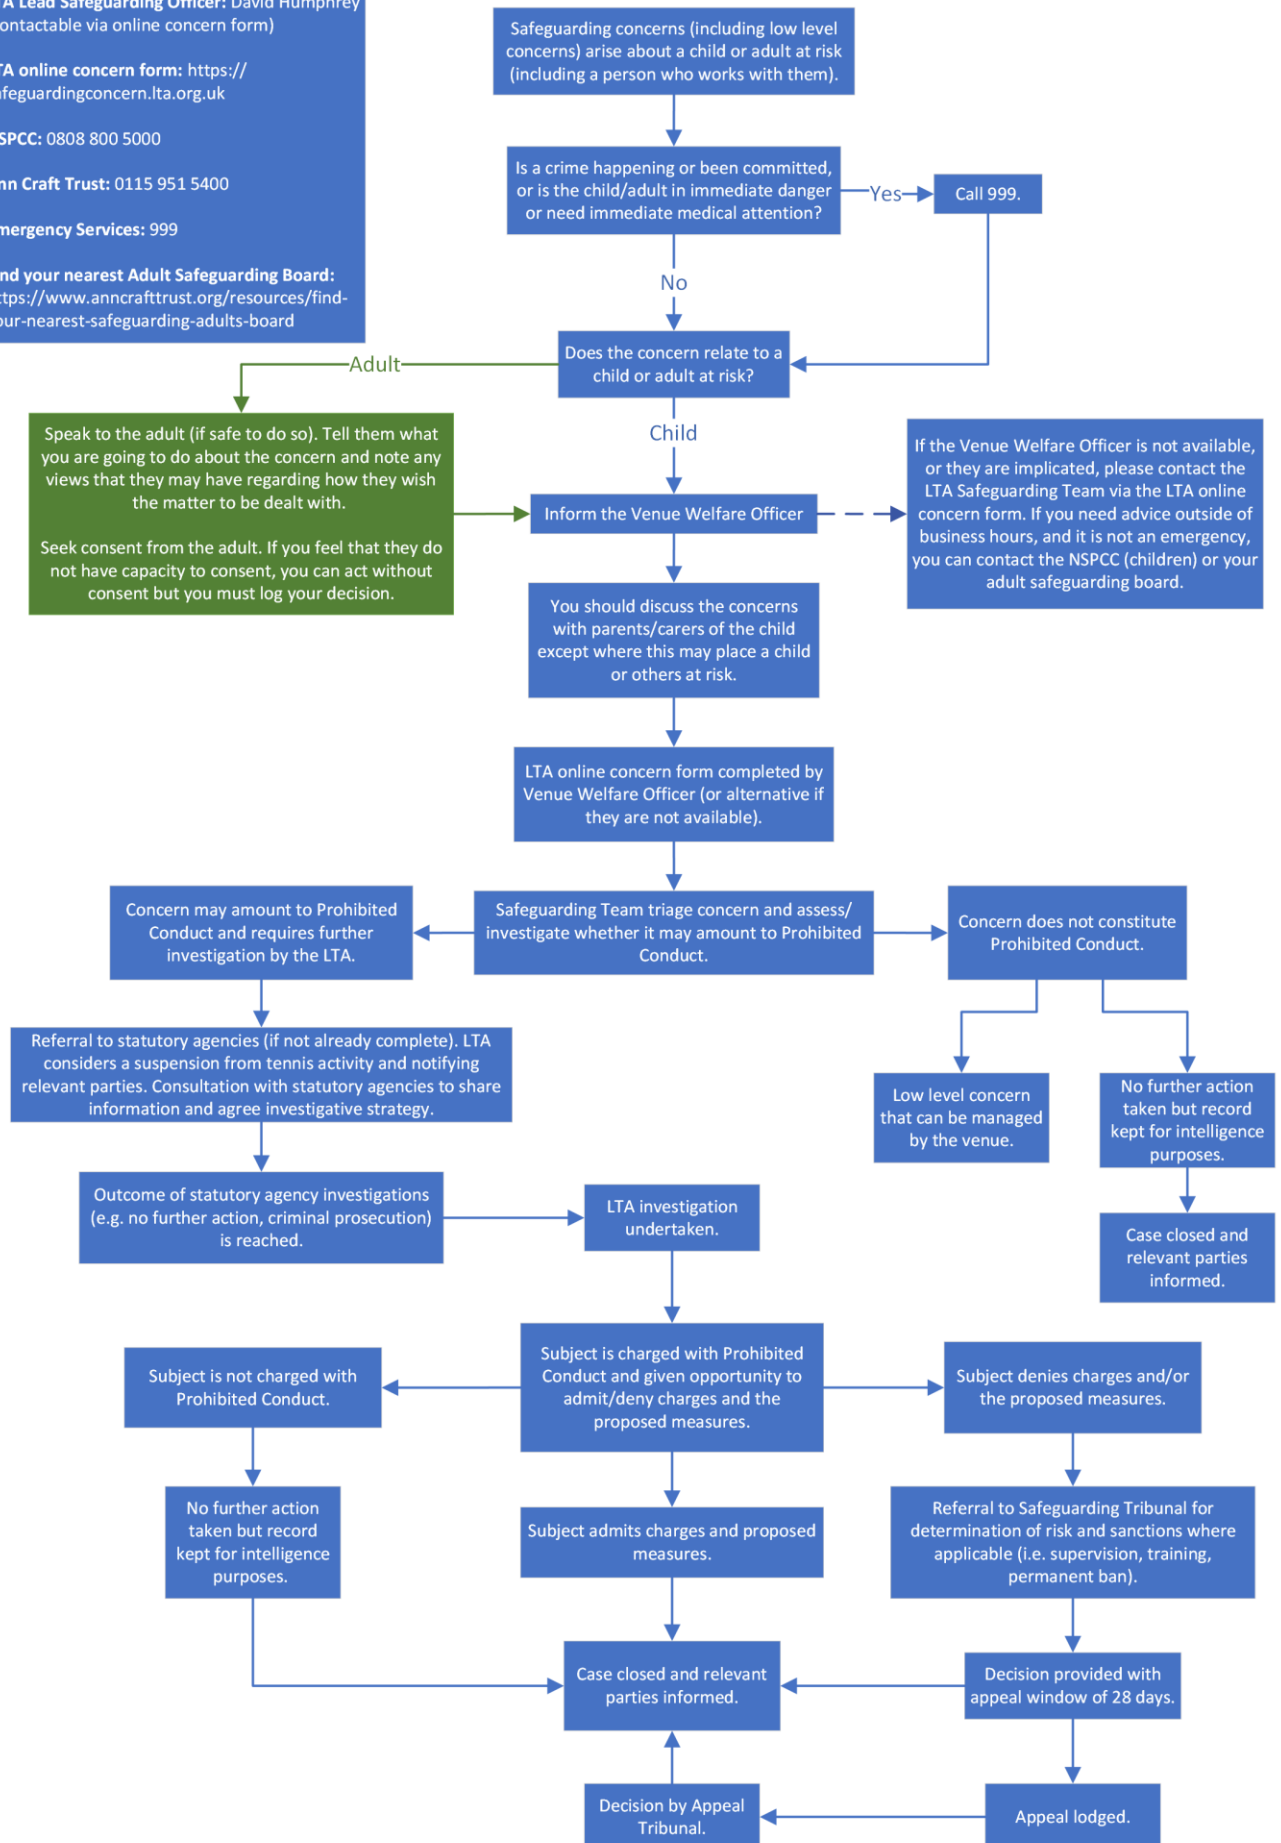 TA Lead Safeguarding Officer: David Humphrey
ontactable via online concern form)
TA online concern form: https://
afeguardingconcern.lta.org.uk
SPCC: 0808 800 5000
nn Craft Trust: 0115 951 5400
mergency Services: 999
nd your nearest Adult Safeguarding Board:
ttps://www.anncrafttrust.org/resources/find-
our-nearest-safeguarding-adults-board
Safeguarding concerns (including low level
concerns) arise about a child or adult at risk
(including a person who works with them).
Is a crime happening or been committed,
or is the child/adult in immediate danger
or need immediate medical attention?
Yes
Call 999.
No
Does the concern relate to a
child or adult at risk?
Adult
Child
Speak to the adult (if safe to do so). Tell them what
you are going to do about the concern and note any
views that they may have regarding how they wish
the matter to be dealt with.
Seek consent from the adult. If you feel that they do
not have capacity to consent, you can act without
consent but you must log your decision.
Inform the Venue Welfare Officer
If the Venue Welfare Officer is not available,
or they are implicated, please contact the
LTA Safeguarding Team via the LTA online
concern form. If you need advice outside of
business hours, and it is not an emergency,
you can contact the NSPCC (children) or your
adult safeguarding board.
You should discuss the concerns
with parents/carers of the child
except where this may place a child
or others at risk.
LTA online concern form completed by
Venue Welfare Officer (or alternative if
they are not available).
Concern may amount to Prohibited
Conduct and requires further
investigation by the LTA.
Safeguarding Team triage concern and assess/
investigate whether it may amount to Prohibited
Conduct.
Concern does not constitute
Prohibited Conduct.
Referral to statutory agencies (if not already complete). LTA
considers a suspension from tennis activity and notifying
relevant parties. Consultation with statutory agencies to share
information and agree investigative strategy.
Low level concern
that can be managed
by the venue.
No further action
taken but record
kept for intelligence
purposes.
Outcome of statutory agency investigations
(e.g. no further action, criminal prosecution)
is reached.
LTA investigation
undertaken.
Case closed and
relevant parties
informed.
Subject is not charged with
Prohibited Conduct.
Subject is charged with Prohibited
Conduct and given opportunity to
admit/deny charges and the
proposed measures.
Subject denies charges and/or
the proposed measures.
No further action
taken but record
kept for intelligence
purposes.
Subject admits charges and proposed
measures.
Referral to Safeguarding Tribunal for
determination of risk and sanctions where
applicable (i.e. supervision, training,
permanent ban).
Case closed and relevant
parties informed.
Decision provided with
appeal window of 28 days.
Decision by Appeal
Tribunal.
Appeal lodged.